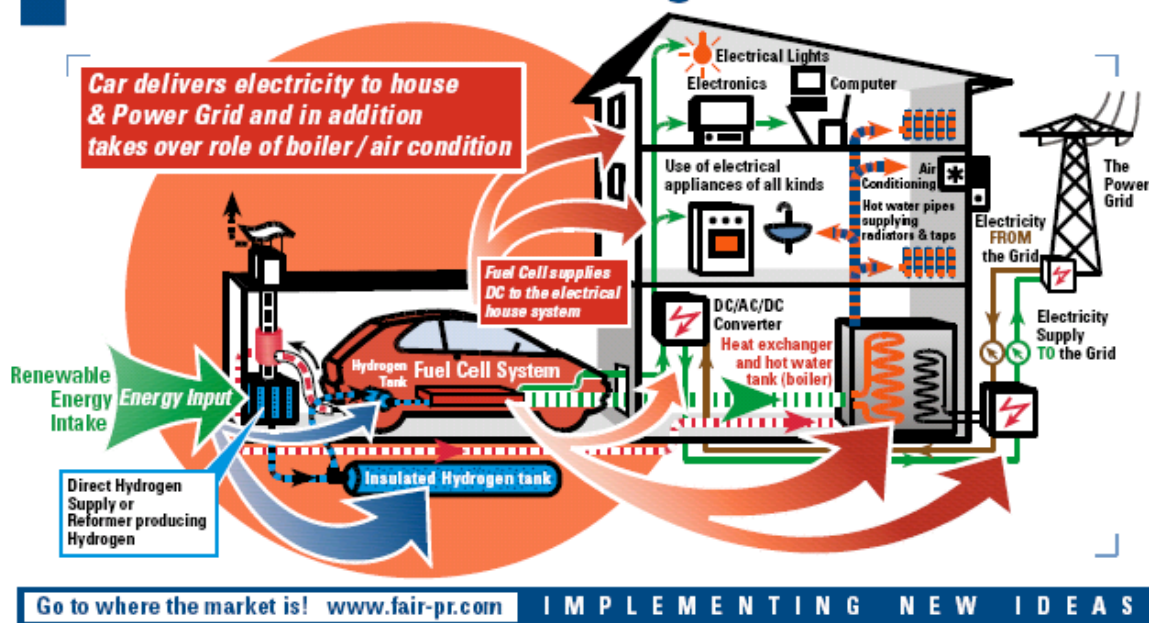 Car delivers electricity to house
& Power Grid and in addition
takes over role of boiler / air condition
Electrical Lights
Electronics
Computer
Use of electrical
appliances of all kinds
Air
Conditioning
Hot water pipes
supplying
radiators & taps
The
Power
Grid
Electricity
FROM
the Grid
Fuel Cell supplies
DC to the electrical
house system
DC/AC/DC
Converter
Heat exchanger
and hot water
tank (boiler)
Electricity
Supply
TO the Grid
Hydrogen
Tank
Fuel Cell System
Renewable
Energy
Intake
Energy Input
Insulated Hydrogen tank
Direct Hydrogen
Supply or
Reformer producing
Hydrogen
Go to where the market is! www.fair-pr.com
IMPLEMENTING NEW IDEAS